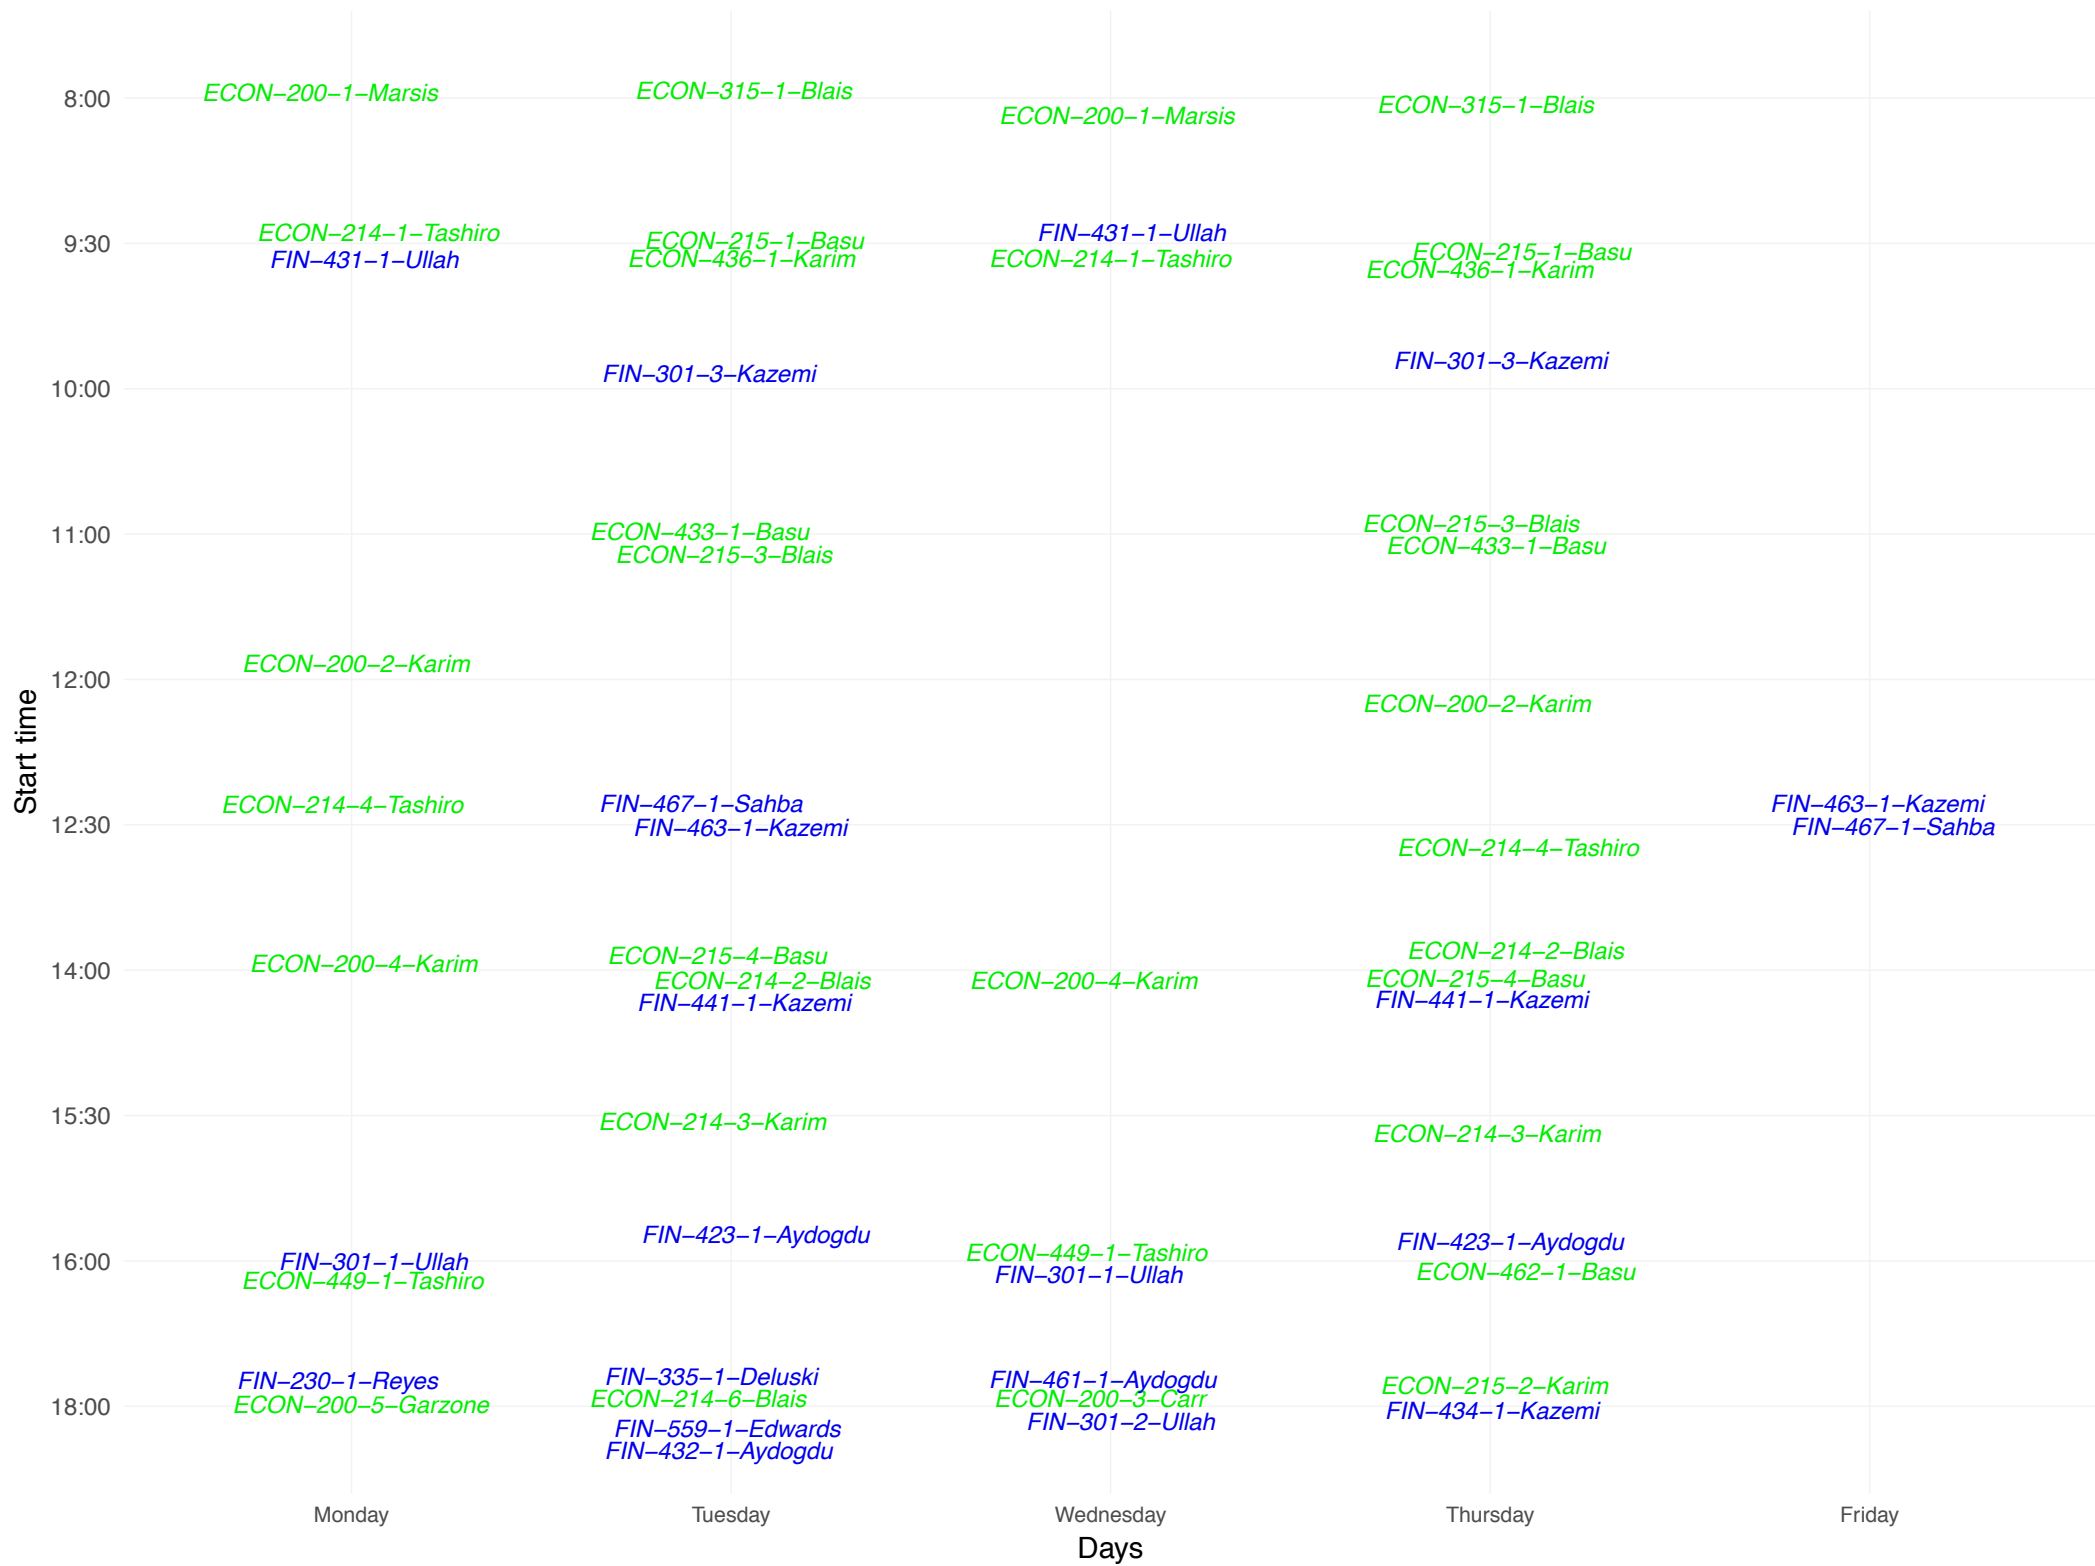 ECON−200−1−Marsis
ECON−315−1−Blais
8:00
ECON−315−1−Blais
ECON−200−1−Marsis
ECON−214−1−Tashiro
FIN−431−1−Ullah
9:30
ECON−215−1−Basu
ECON−215−1−Basu
FIN−431−1−Ullah
ECON−436−1−Karim
ECON−214−1−Tashiro
ECON−436−1−Karim
FIN−301−3−Kazemi
FIN−301−3−Kazemi
10:00
ECON−433−1−Basu
ECON−215−3−Blais
11:00
ECON−215−3−Blais
ECON−433−1−Basu
ECON−200−2−Karim
12:00
ECON−200−2−Karim
ECON−214−4−Tashiro
FIN−467−1−Sahba
FIN−463−1−Kazemi
12:30
FIN−463−1−Kazemi
FIN−467−1−Sahba
ECON−214−4−Tashiro
ECON−200−4−Karim
ECON−215−4−Basu
ECON−214−2−Blais
14:00
ECON−214−2−Blais
ECON−200−4−Karim
ECON−215−4−Basu
FIN−441−1−Kazemi
FIN−441−1−Kazemi
15:30
ECON−214−3−Karim
ECON−214−3−Karim
FIN−423−1−Aydogdu
FIN−423−1−Aydogdu
16:00
FIN−301−1−Ullah
ECON−449−1−Tashiro
ECON−449−1−Tashiro
FIN−301−1−Ullah
ECON−462−1−Basu
FIN−230−1−Reyes
FIN−335−1−Deluski
FIN−461−1−Aydogdu
ECON−215−2−Karim
18:00
ECON−200−5−Garzone
ECON−214−6−Blais
ECON−200−3−Carr
FIN−434−1−Kazemi
FIN−559−1−Edwards
FIN−301−2−Ullah
FIN−432−1−Aydogdu
Monday
Tuesday
Wednesday
Thursday
Friday
Days
Start time